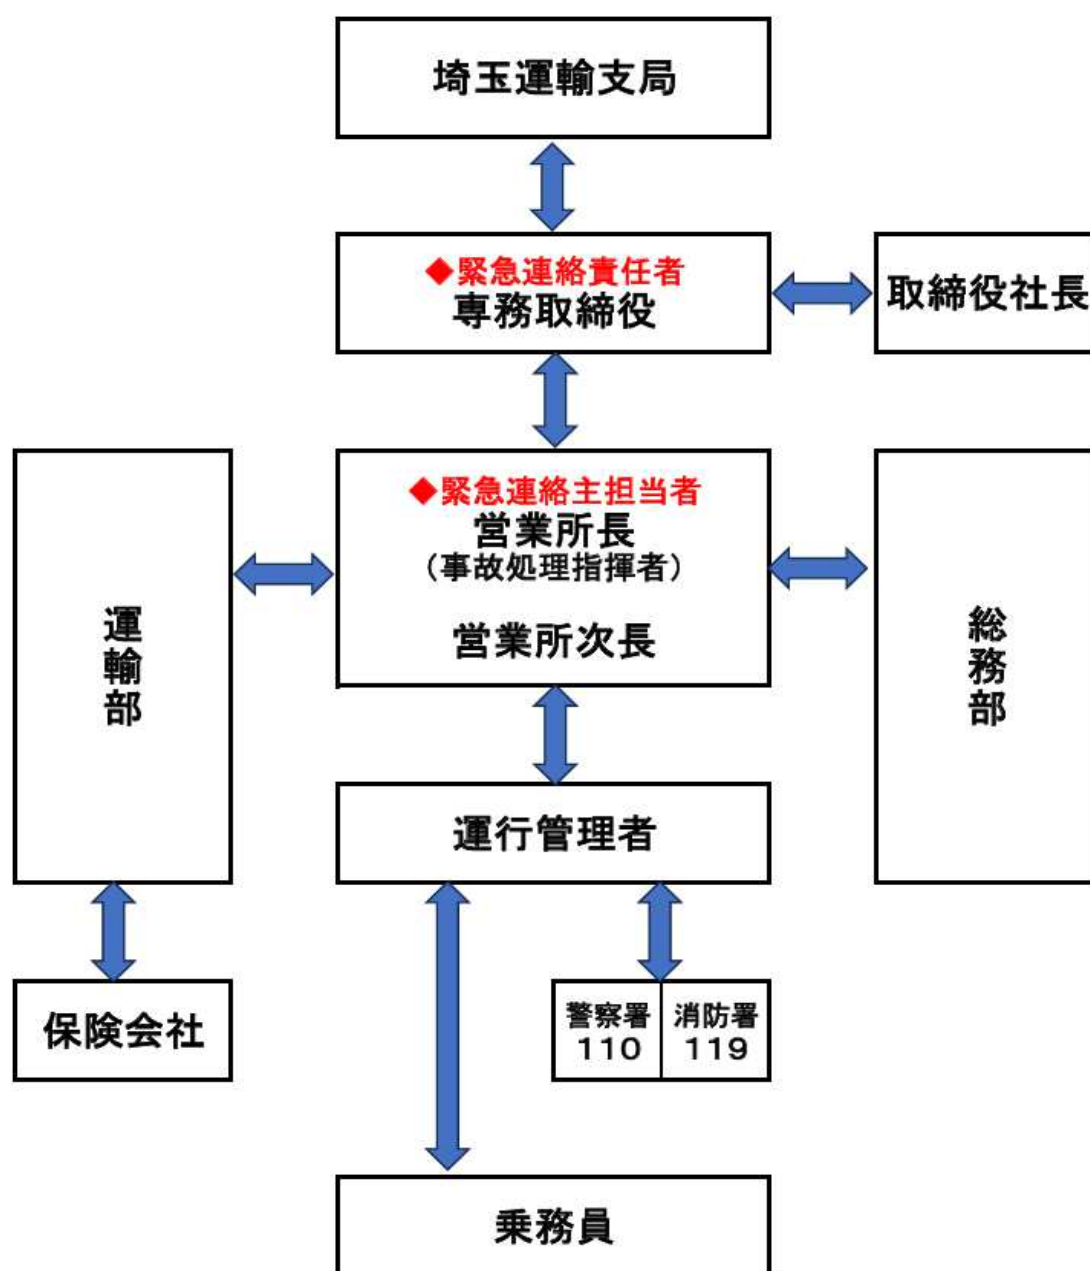 埼玉運輸支局
◆緊急連絡責任者
専務取締役
取締役社長
運輸部
◆緊急連絡主担当者
営業所長
（事故処理指揮者）
営業所次長
総務部
運行管理者
保険会社
警察署
110
消防署
119
乗務員